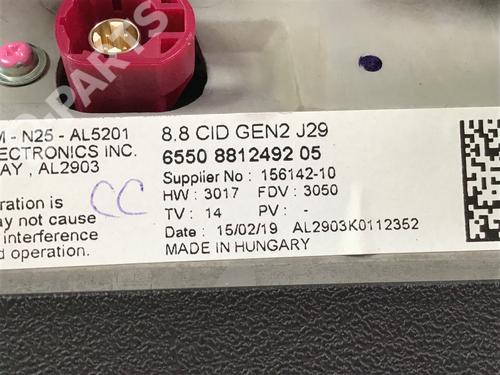 M - N25 - AL5201
ECTRONICS INC.
AY , AL2903
ration is
may not cause
interference
d operation.
CC
8.8 CID GEN2 J29
6550 8812492 05
Supplier No : 156142-10
HW : 3017 FDV : 3050
TV : 14 PV : -
Date : 15/02/19 AL2903K0112352
MADE IN HUNGARY
B-PARTS